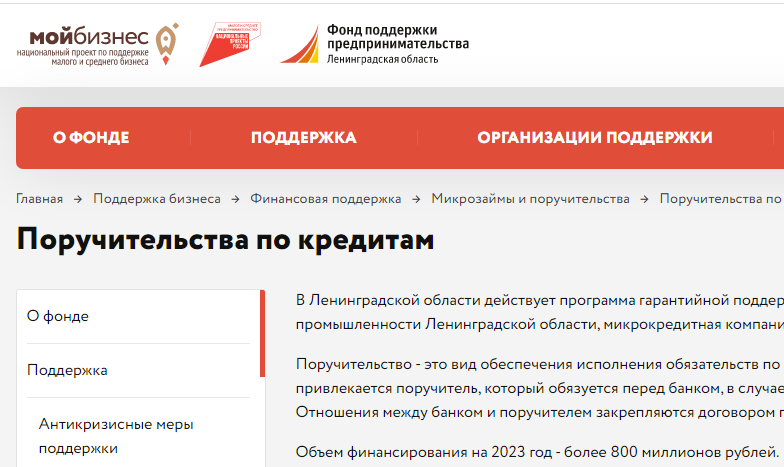 мойбизнес
национальный проект по поддержке
малого и среднего бизнеса
НАЦИОНАЛЬНЫЕ
ПРОЕКТЫ
РОССИИ
Фонд поддержки
предпринимательства
Ленинградская область
О ФОНДЕ
ПОДДЕРЖКА
ОРГАНИЗАЦИИ ПОДДЕРЖКИ
Главная → Поддержка бизнеса → Финансовая поддержка → Микрозаймы и поручительства → Поручительства по
Поручительства по кредитам
О фонде
Поддержка
Антикризисные меры
поддержки
В Ленинградской области действует программа гарантийной
промышленности Ленинградской области, микрокредитная
Поручительство - это вид обеспечения исполнения обязательств по
привлекается поручитель, который обязуется перед банком, в случае
Отношения между банком и поручителем закрепляются договором
Объем финансирования на 2023 год - более 800 миллионов рублей.